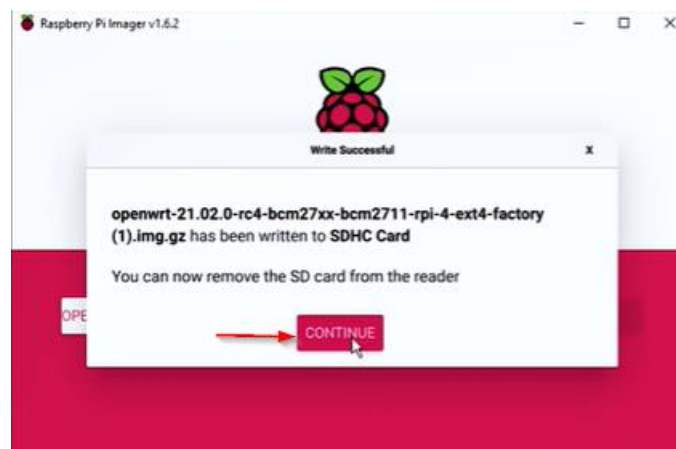 Raspberry Pi Imager v1.6.2
Write Successful
x
openwrt-21.02.0-rc4-bcm27xx-bcm2711-rpi-4-ext4-factory
(1).img.gz has been written to SDHC Card
You can now remove the SD card from the reader
OPE
CONTINUE